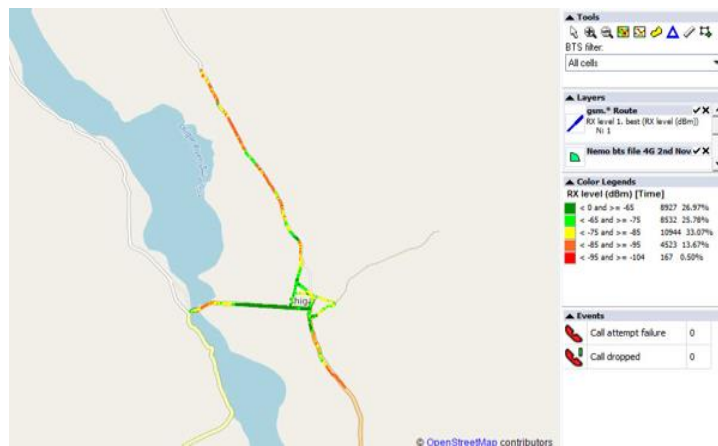 higa
© OpenStreetMap contributors
Tools
BTS filter:
All cells
Layers
gsm.* Route
RX level 1. best (RX level (dBm))
Ni 1
Nemo bts file 4G 2nd Nov
Color Legends
RX level (dBm) [Time]
< 0 and >= -65 8927 26.97%
< -65 and >= -75 8532 25.78%
< -75 and >= -85 10944 33.07%
< -85 and >= -95 4523 13.67%
< -95 and >= -104 167 0.50%
Events
Call attempt failure 0
Call dropped 0